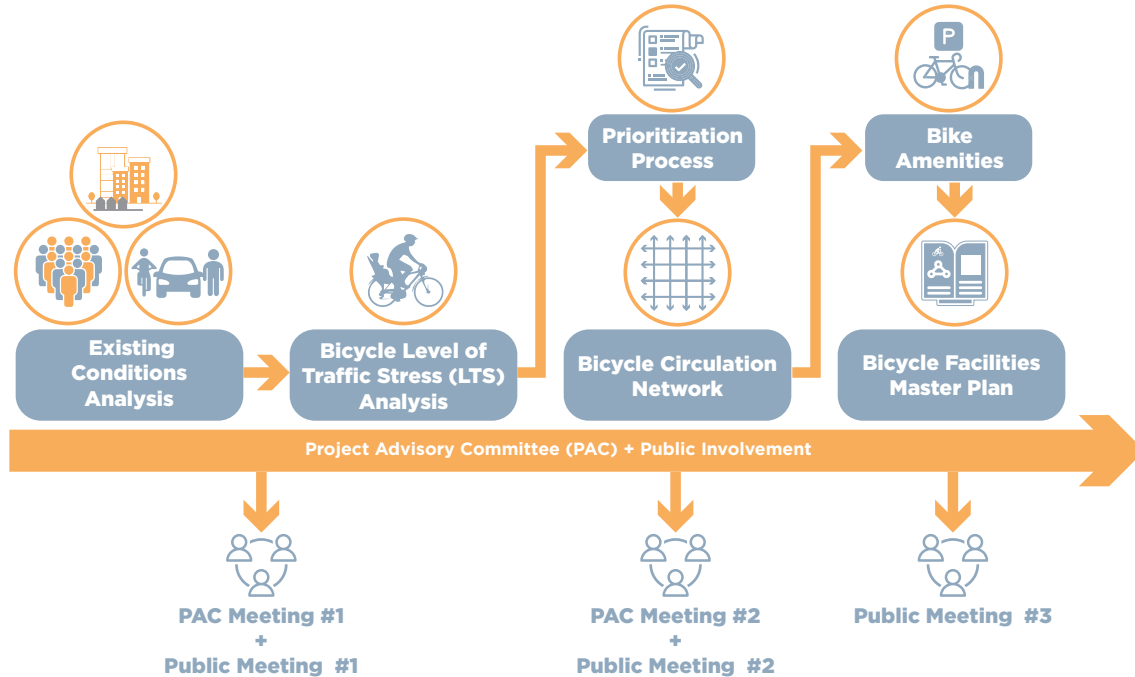 P
Prioritization
Process
Bike
Amenities
Existing
Conditions
Analysis
Bicycle Level of
Traffic Stress (LTS)
Analysis
Bicycle Circulation
Network
Bicycle Facilities
Master Plan
Project Advisory Committee (PAC) + Public Involvement
PAC Meeting #1
+
Public Meeting #1
PAC Meeting #2
+
Public Meeting #2
Public Meeting #3